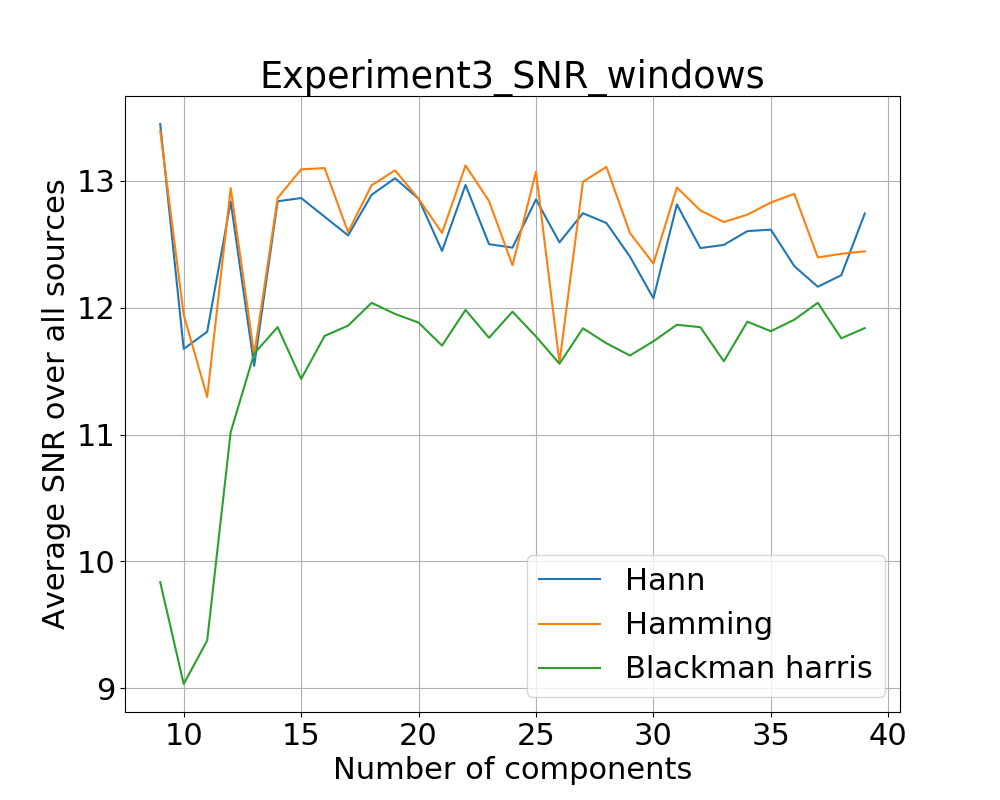 Experiment3_SNR_windows
Average SNR over all sources
13
12
11
10
9
Hann
Hamming
Blackman harris
10 15 20 25 30 35 40
Number of components